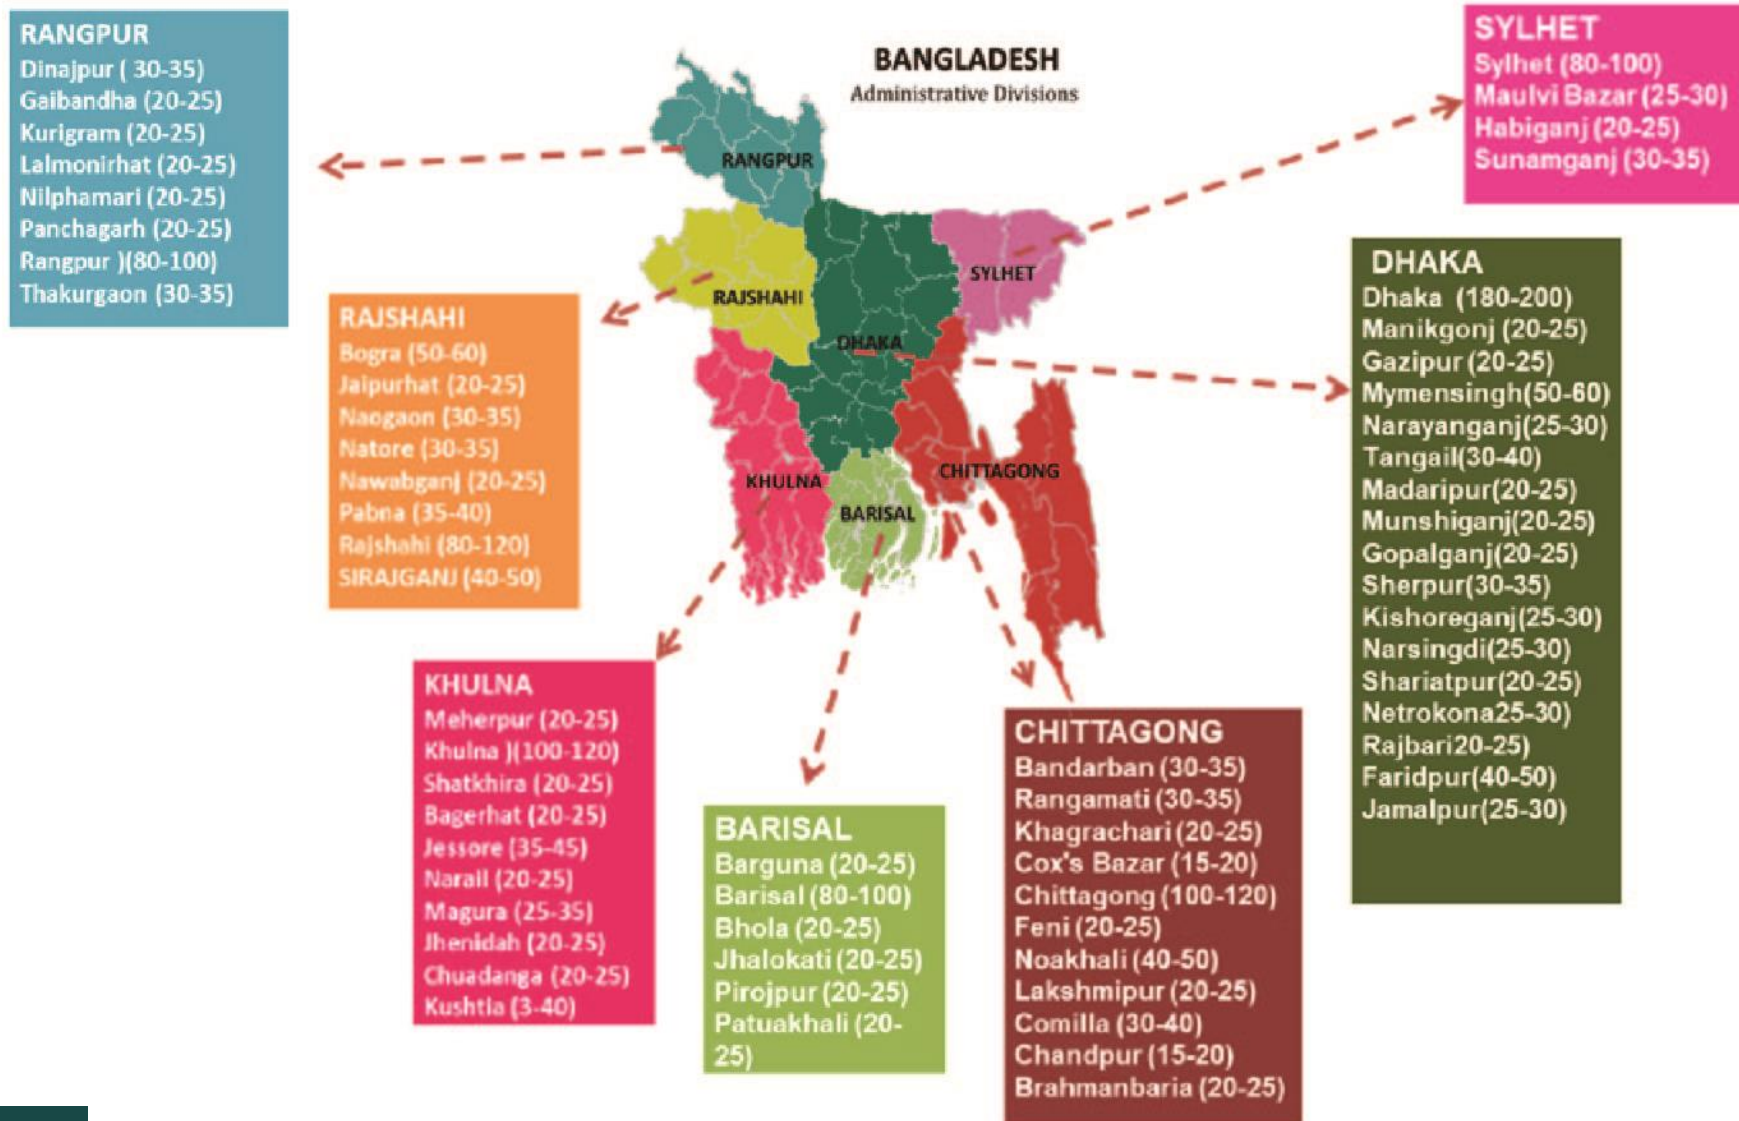 RANGPUR
Dinajpur ( 30-35)
Gaibandha (20-25)
Kurigram (20-25)
Lalmonirhat (20-25)
Nilphamari (20-25)
Panchagarh (20-25)
Rangpur )(80-100)
Thakurgaon (30-35)
BANGLADESH
Administrative Divisions
RANGPUR
RAJSHAHI
SYLHET
DHAKA
KHULNA
BARISAL
CHITTAGONG
SYLHET
Sylhet (80-100)
Maulvi Bazar (25-30)
Habiganj (20-25)
Sunamganj (30-35)
RAJSHAHI
Bogra (50-60)
Jaipurhat (20-25)
Naogaon (30-35)
Natore (30-35)
Nawabganj (20-25)
Pabna (35-40)
Rajshahi (80-120)
SIRAJGANJ (40-50)
DHAKA
Dhaka (180-200)
Manikgonj (20-25)
Gazipur (20-25)
Mymensingh(50-60)
Narayanganj(25-30)
Tangail(30-40)
Madaripur(20-25)
Munshiganj(20-25)
Gopalganj(20-25)
Sherpur(30-35)
Kishoreganj(25-30)
Narsingdi(25-30)
Shariatpur(20-25)
Netrokona25-30)
Rajbari20-25)
Faridpur(40-50)
Jamalpur(25-30)
KHULNA
Meherpur (20-25)
Khulna )(100-120)
Shatkhira (20-25)
Bagerhat (20-25)
Jessore (35-45)
Narail (20-25)
Magura (25-35)
Jhenidah (20-25)
Chuadanga (20-25)
Kushtia (3-40)
BARISAL
Barguna (20-25)
Barisal (80-100)
Bhola (20-25)
Jhalokati (20-25)
Pirojpur (20-25)
Patuakhali (20-
25)
CHITTAGONG
Bandarban (30-35)
Rangamati (30-35)
Khagrachari (20-25)
Cox's Bazar (15-20)
Chittagong (100-120)
Feni (20-25)
Noakhali (40-50)
Lakshmipur (20-25)
Comilla (30-40)
Chandpur (15-20)
Brahmanbaria (20-25)